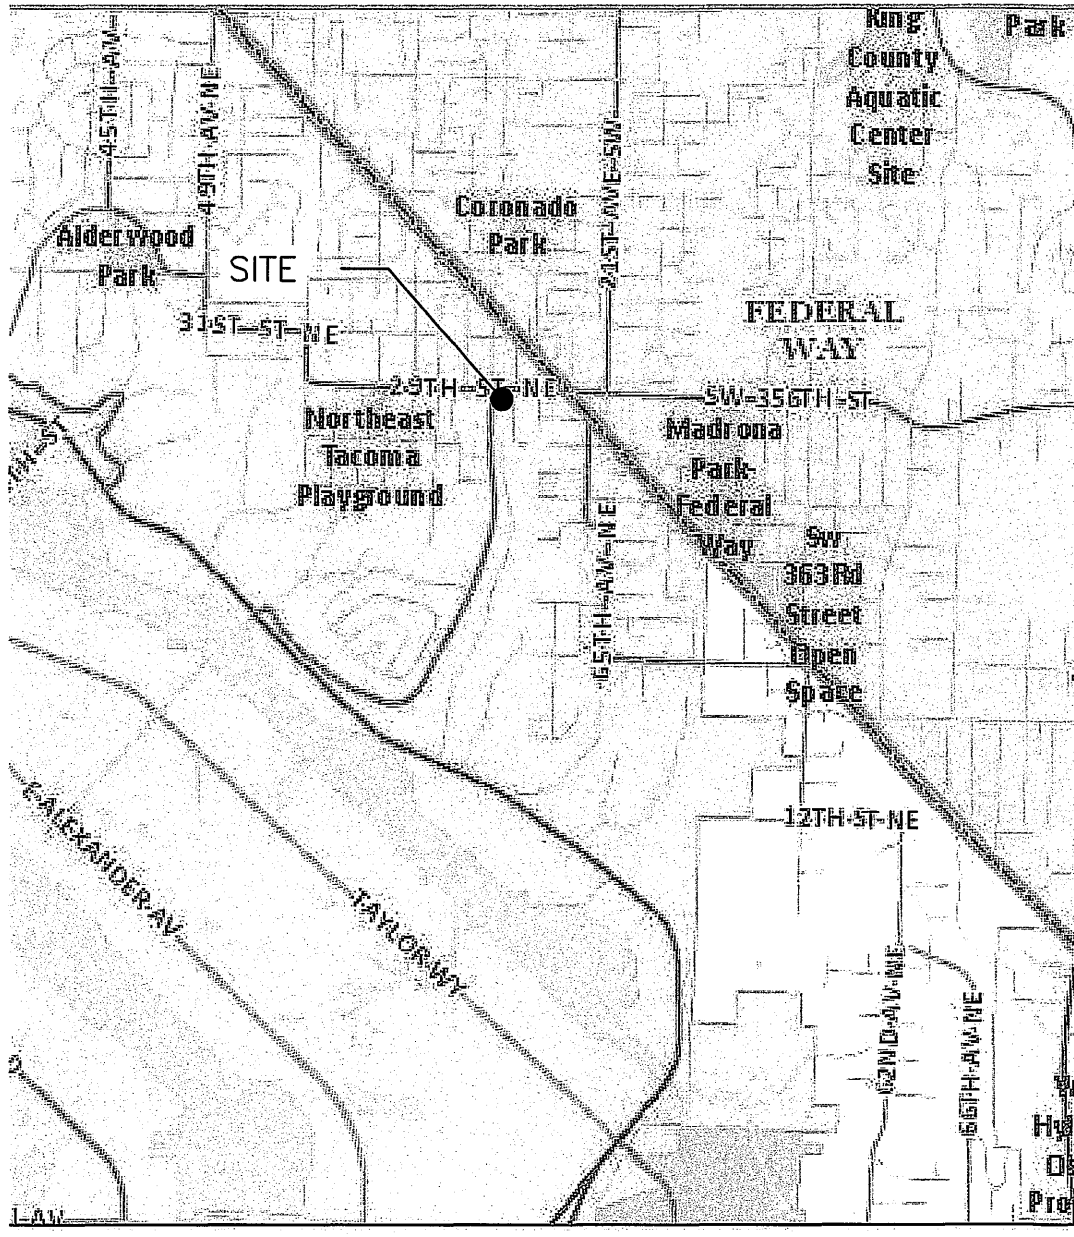 King
County
Aquatic
Center
Site
Park
45TH-AV
49TH AV NE
21ST-AVE-SW
Coronado
Park
Alderwood
Park
SITE
31ST-ST-NE
FEDERAL
WAY
29TH-ST-NE
SW-356TH-ST
Northeast
Tacoma
Playground
Madrona
Park-
Federal
Way
SW
363Rd
Street
Open
Space
65TH-AV-NE
12TH-ST-NE
E-ALEXANDER-AV
TAYLOR-WY
62ND-AV-NE
66TH-AV-NE
Pro